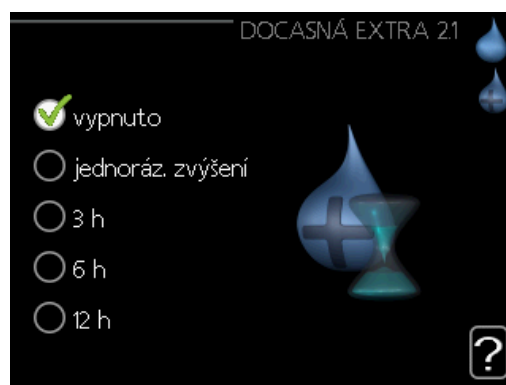 DOCASNÁ EXTRA 2.1
vypnuto
jednoráz. zvýšení
3 h
6 h
12 h
?